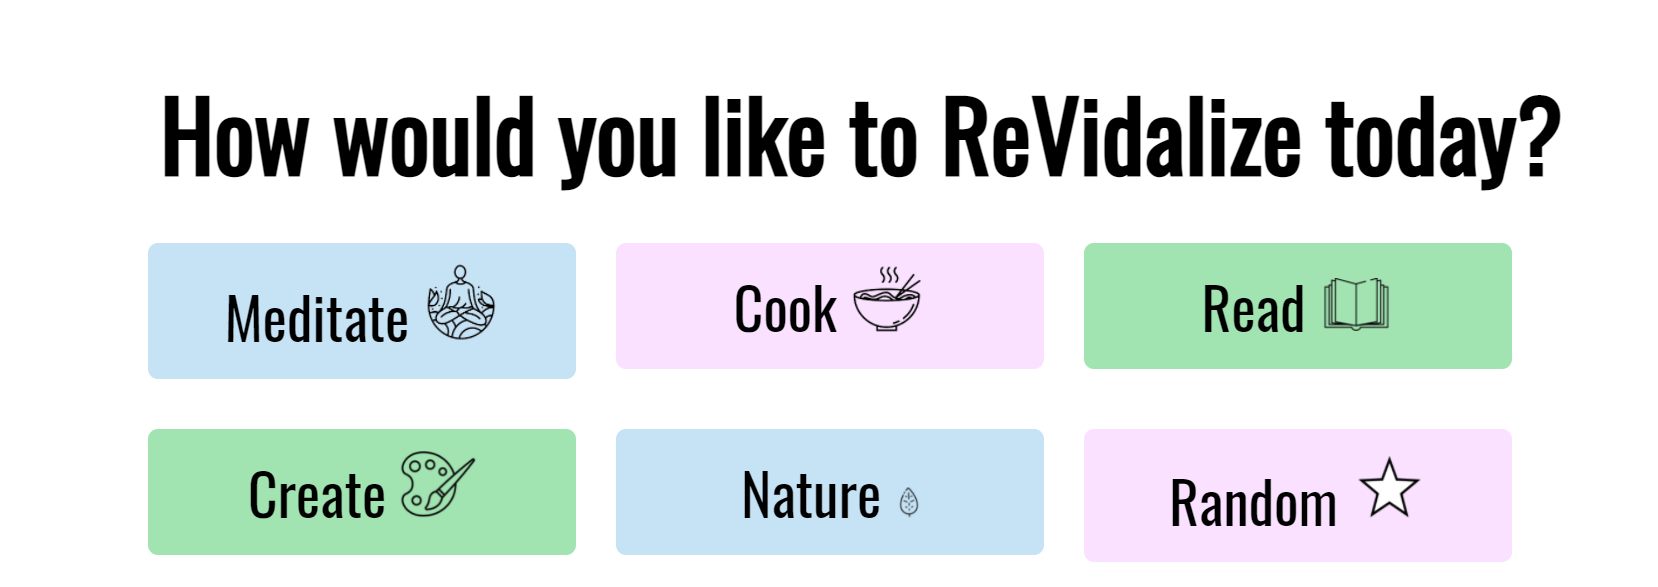 How would you like to ReVidalize today?
Meditate
Cook
Read
Create
Nature
Random